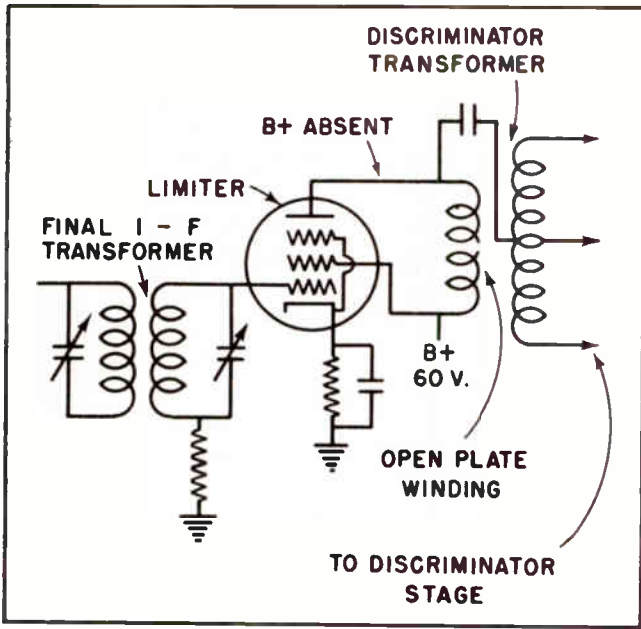 DISCRIMINATOR
TRANSFORMER
B+ ABSENT
LIMITER
FINAL I - F
TRANSFORMER
B+
60 V.
OPEN PLATE
WINDING
TO DISCRIMINATOR
STAGE